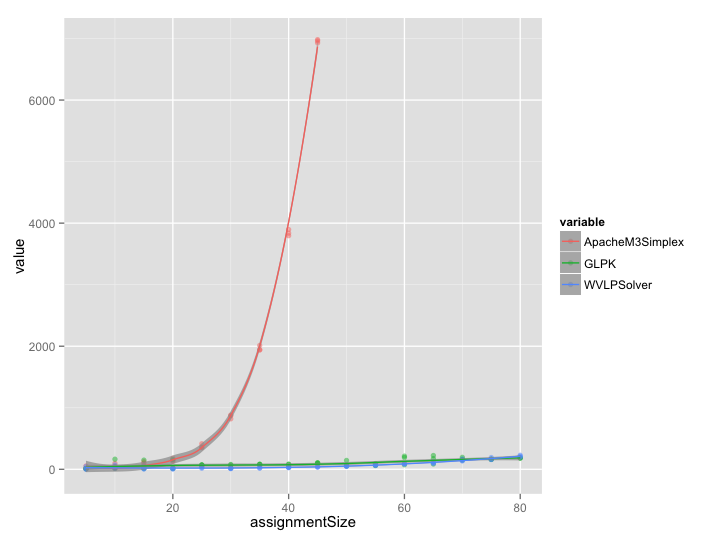 6000
4000
2000
0
value
20
40
60
80
assignmentSize
variable
ApacheM3Simplex
GLPK
WVLPSolver